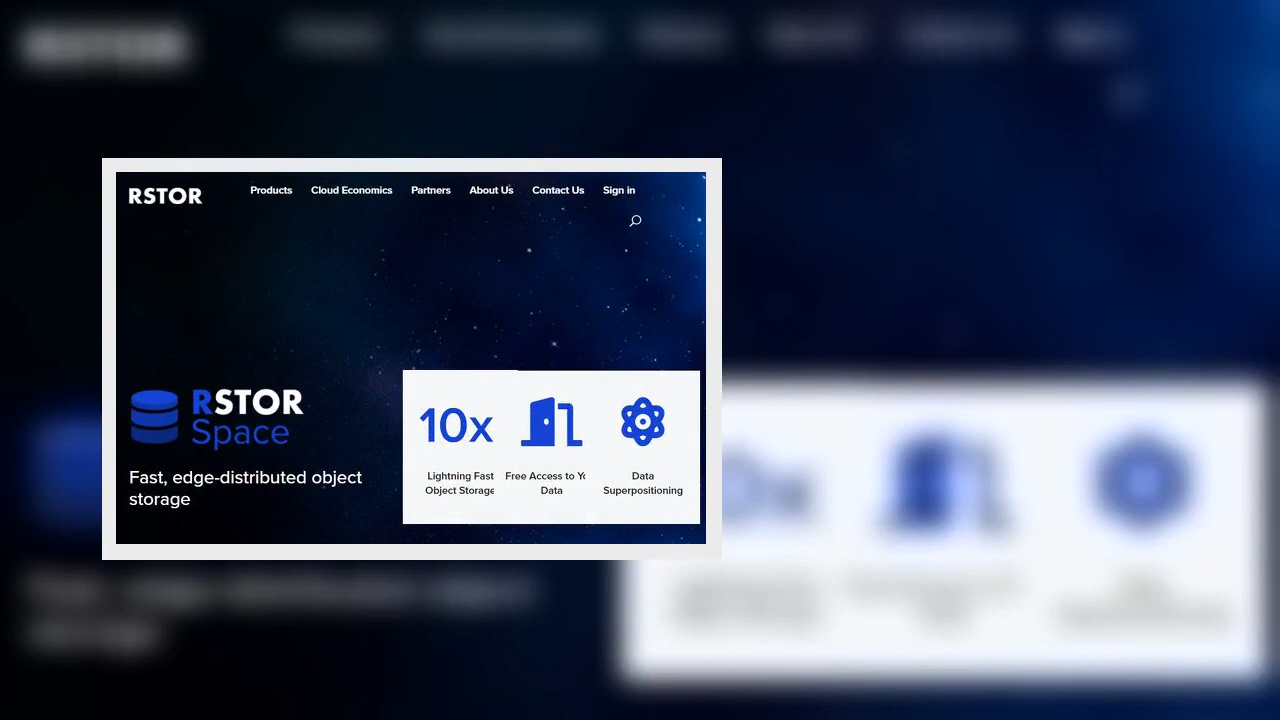 RSTOR
Products Cloud Economics Partners About Us Contact Us Sign in
RSTOR
Space
Fast, edge-distributed object
storage
10x
Lightning Fast
Object Storage
Free Access to Yo
Data
Data
Superpositioning